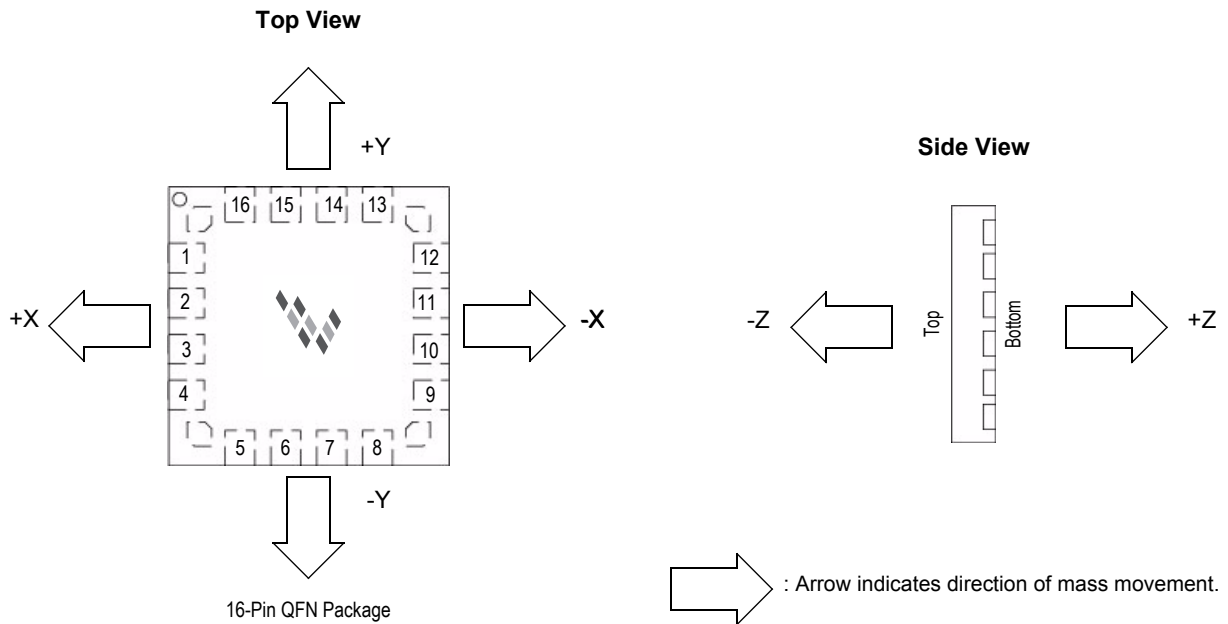 Top View
+Y
16 15 14 13
1
2
3
4
12
11
10
9
5 6 7 8
+X
-X
-Y
16-Pin QFN Package
Side View
-Z
Top
Bottom
+Z
: Arrow indicates direction of mass movement.